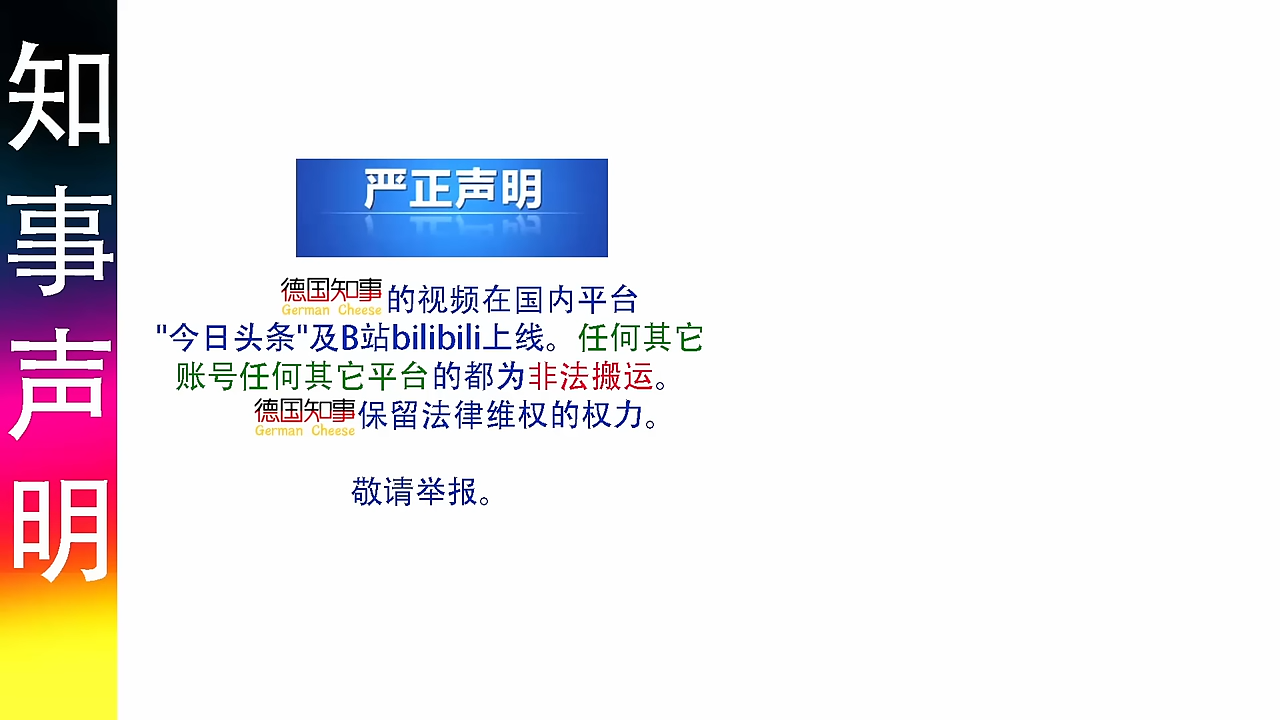 知事声明
严正声明
德国知事的视频在国内平台
German Cheese
"今日头条"及B站bilibili上线。任何其它
账号任何其它平台的都为非法搬运。
德国知事保留法律维权的权力。
German Cheese
敬请举报。